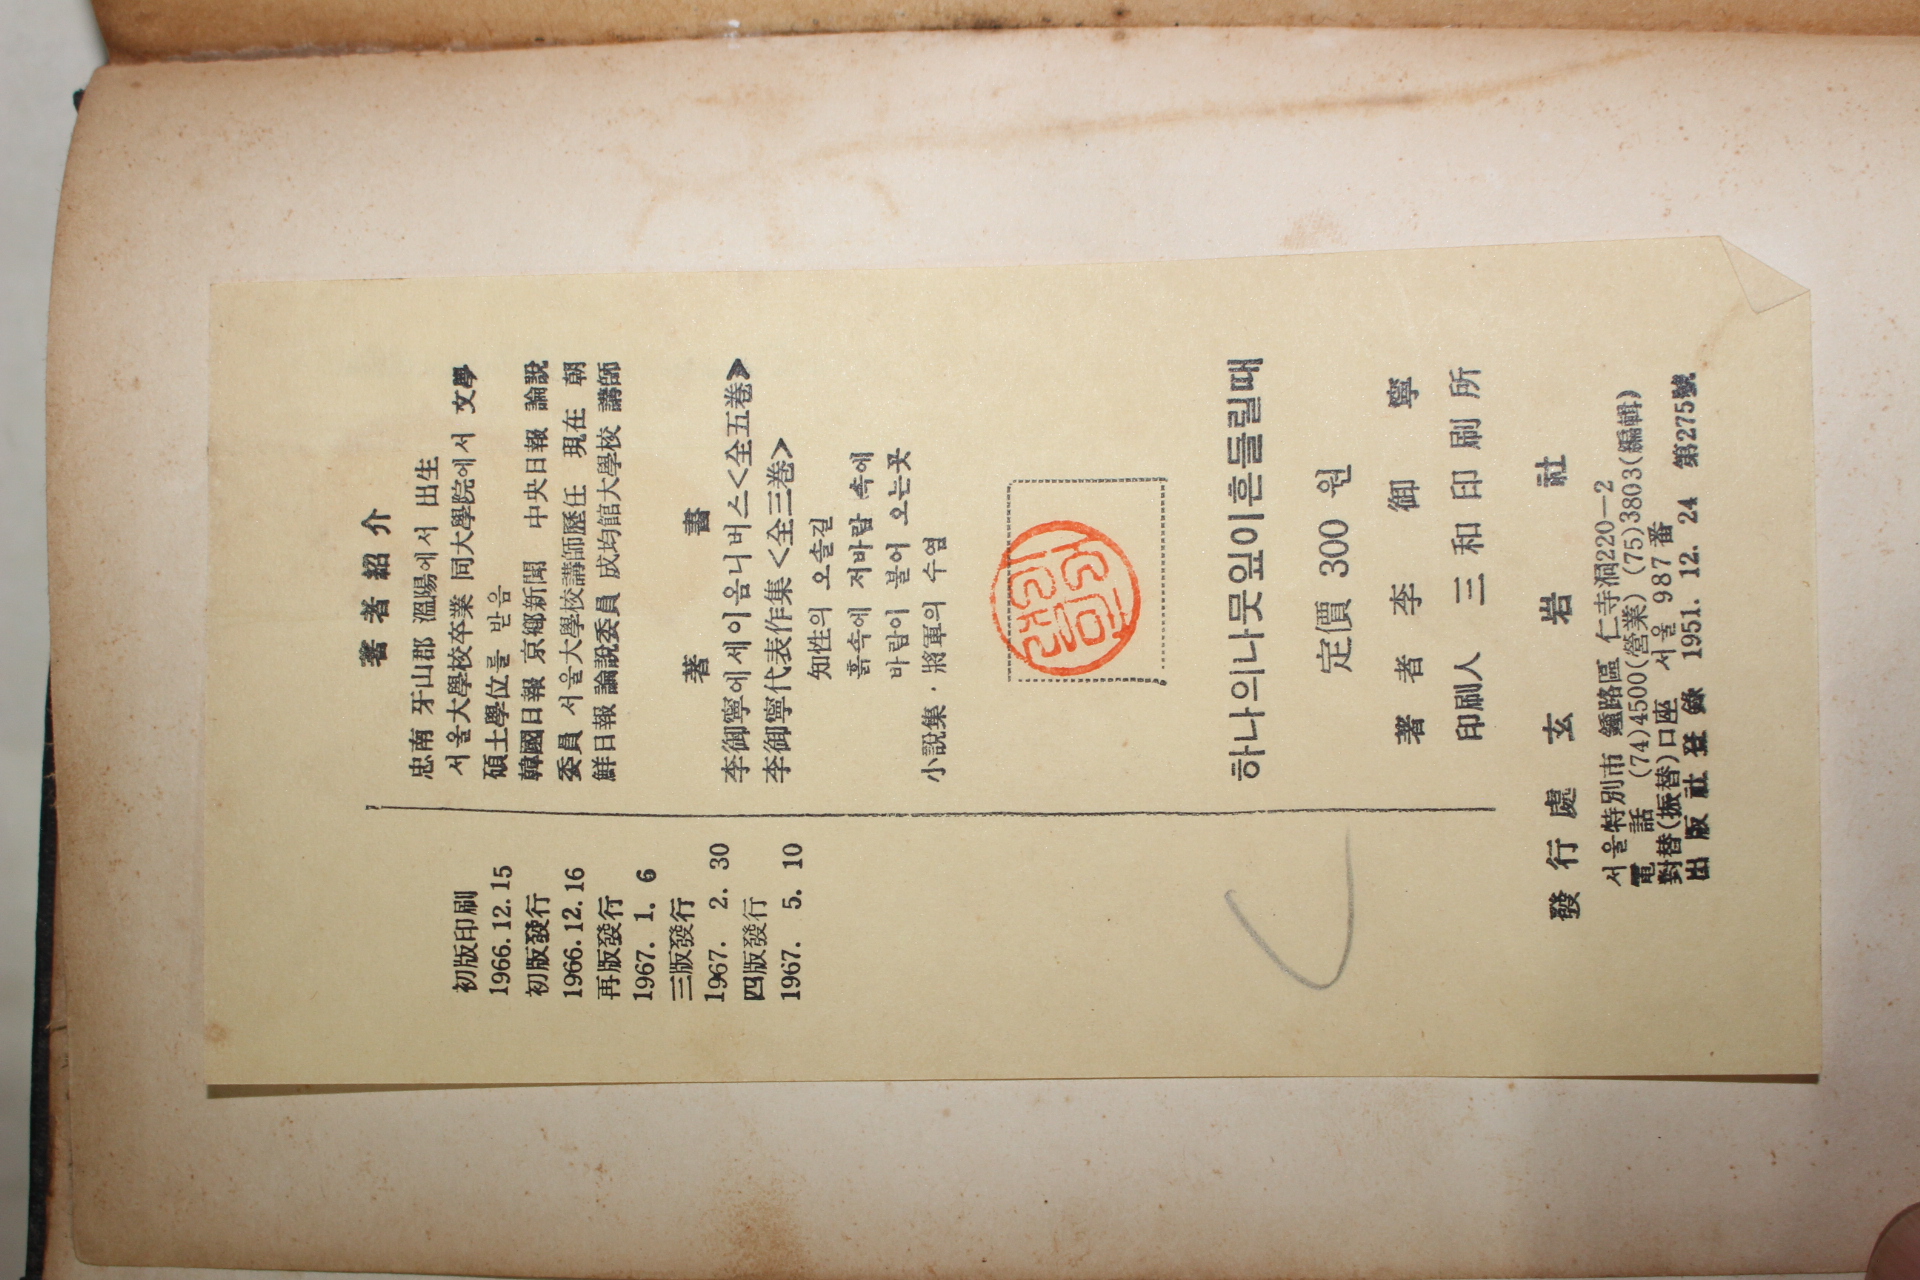 著者紹介
忠南 牙山郡 溫陽에서 出生
서울大學校卒業 同大學院에서 文學
碩士學位를 받음
韓國日報 京鄕新聞 中央日報 論說
委員 서울大學校講師歷任 現在 朝
鮮日報 論說委員 成均館大學校 講師
著 書
李御寧에세이옴니버스<全五卷>
李御寧代表作集<全三卷>
知性의 오솔길
흙속에 저바람 속에
바람이 불어 오는곳
小說集·將軍의 수염
初版印刷
1966.12.15
初版發行
1966.12.16
再版發行
1967. 1. 6
三版發行
1967. 2. 30
四版發行
1967. 5. 10
하나의나뭇잎이흔들릴때
定價 300 원
著者 李御寧
印刷人 三和印刷所
發行處 玄岩社
서울特別市 鍾路區 仁寺洞220−2
電話 (74)4500(營業) (75)3803(編輯)
對替(振替)口座 서울 987番
出版社登錄 1951. 12. 24 第275號